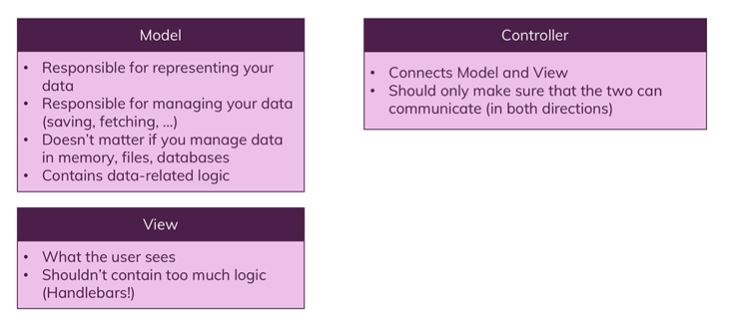 Model
• Responsible for representing your
data
• Responsible for managing your data
(saving, fetching, ...)
• Doesn't matter if you manage data
in memory, files, databases
• Contains data-related logic
Controller
• Connects Model and View
• Should only make sure that the two can
communicate (in both directions)
View
• What the user sees
• Shouldn't contain too much logic
(Handlebars!)